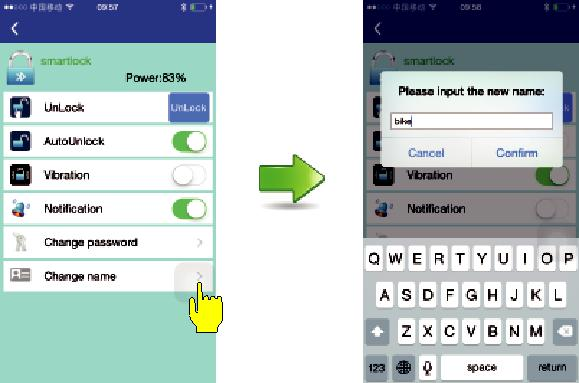 中国移动 09:57
smartlock
Power:83%
UnLock UnLock
AutoUnlock
Vibration
Notification
Change password
Change name
中国移动 09:58
smartlock
Please input the new name:
bike
Cancel Confirm
Vibration
Notification
Q W E R T Y U I O P
A S D F G H J K L
Z X C V B N M
123 space return